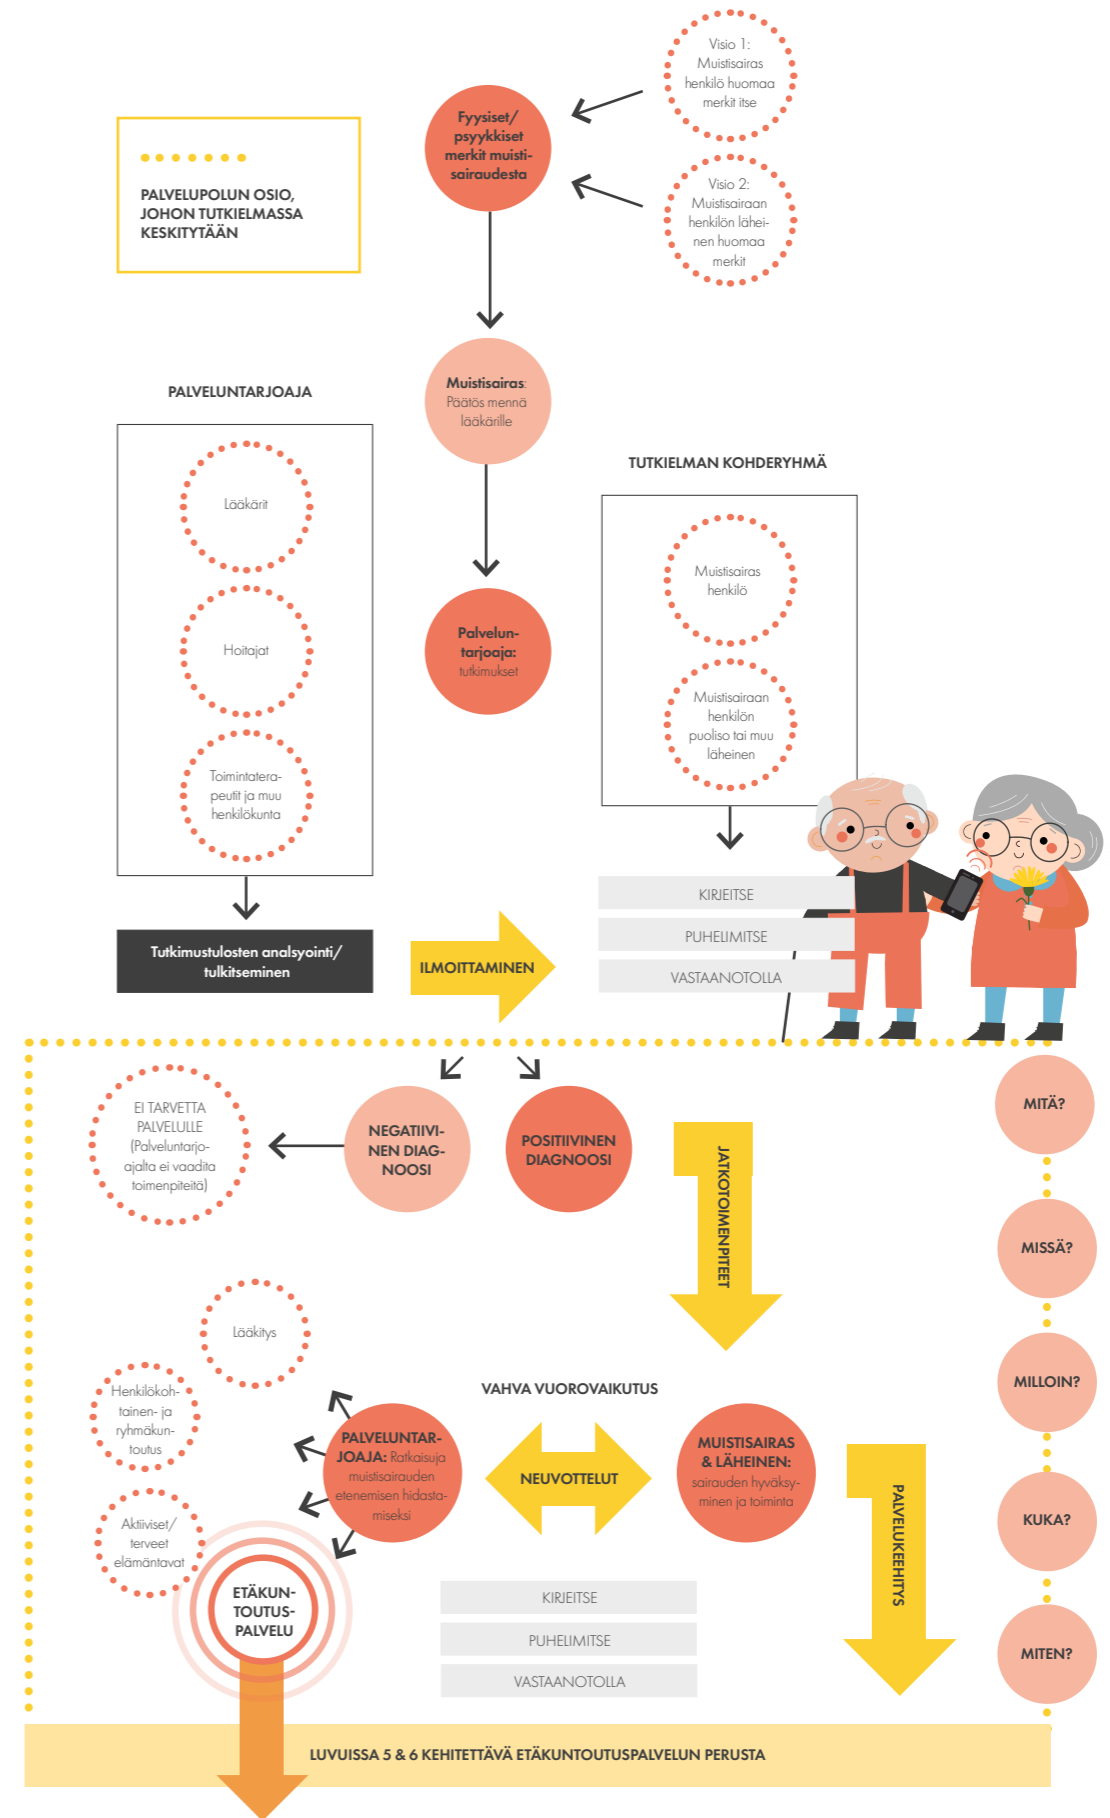 Visio 1:
Muistisairas
henkilö huomaa
merkit itse
Fyysiset/
psyykkiset
merkit muisti-
sairaudesta
Visio 2:
Muistisairaan
henkilön lähei-
nen huomaa
merkit
PALVELUPOLUN OSIO,
JOHON TUTKIELMASSA
KESKITYTÄÄN
Muistisairas:
Päätös mennä
lääkärille
PALVELUNTARJOAJA
Lääkärit
Hoitajat
Toimintatera-
peutit ja muu
henkilökunta
Palvelun-
tarjoaja:
tutkimukset
TUTKIELMAN KOHDERYHMÄ
Muistisairas
henkilö
Muistisairaan
henkilön
puoliso tai muu
läheinen
Tutkimustulosten analsyointi/
tulkitseminen
ILMOITTAMINEN
KIRJEITSE
PUHELIMITSE
VASTAANOTOLLA
EI TARVETTA
PALVELULLE
(Palveluntarjo-
ajalta ei vaadita
toimenpiteitä)
NEGATIIVI-
NEN DIAG-
NOOSI
POSITIIVINEN
DIAGNOOSI
JATKOTOIMENPITEET
MITÄ?
MISSÄ?
MILLOIN?
KUKA?
MITEN?
Lääkitys
Henkilökoh-
tainen- ja
ryhmäkun-
toutus
Aktiiviset/
terveet
elämäntavat
ETÄKUN-
TOUTUS-
PALVELU
PALVELUNTAR-
JOAJA: Ratkaisuja
muistisairauden
etenemisen hidasta-
miseksi
VAHVA VUOROVAIKUTUS
NEUVOTTELUT
MUISTISAIRAS
& LÄHEINEN:
sairauden hyväksy-
minen ja toiminta
PALVELUKEEHITYS
KIRJEITSE
PUHELIMITSE
VASTAANOTOLLA
LUVUISSA 5 & 6 KEHITETTÄVÄ ETÄKUNTOUTUSPALVELUN PERUSTA